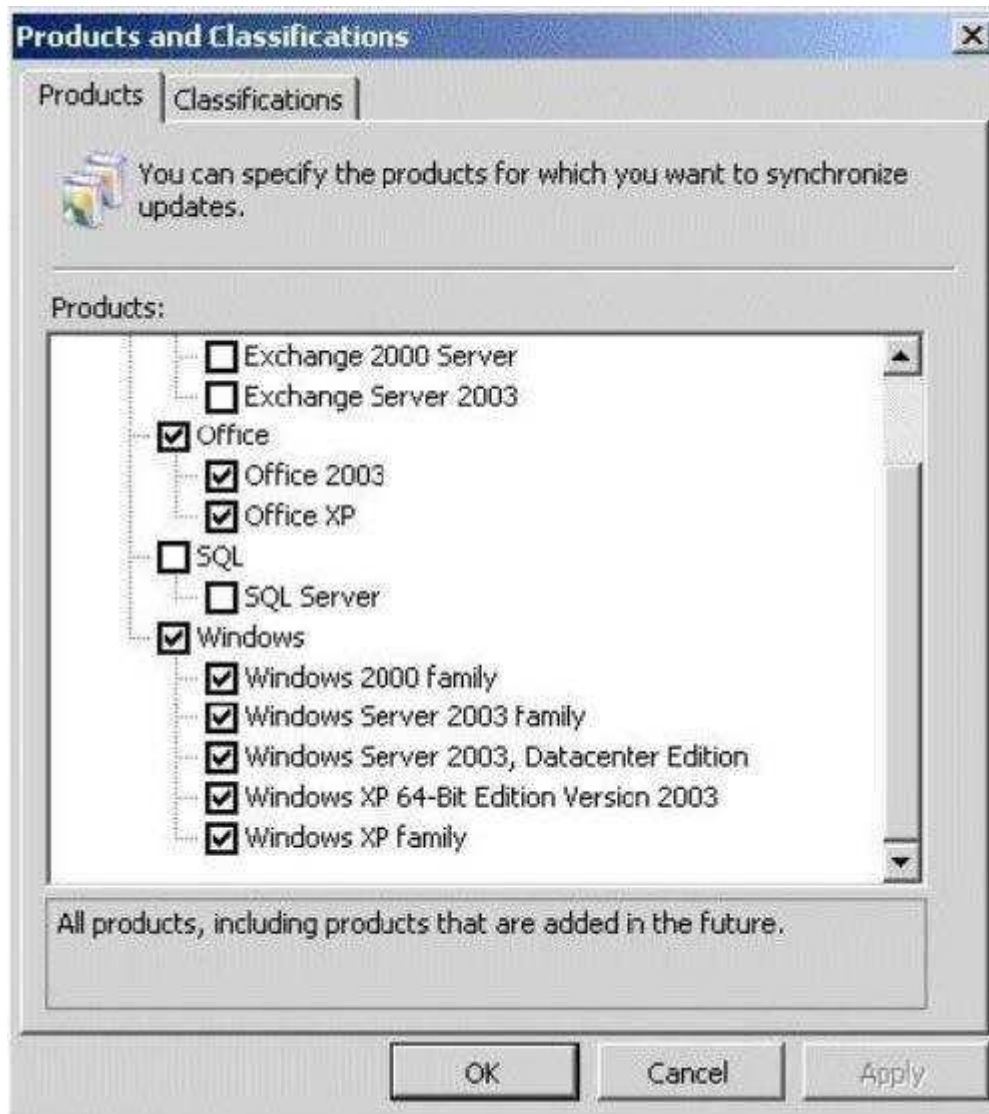 Products and Classifications
Products
Classifications
You can specify the products for which you want to synchronize
updates.
Products:
Exchange 2000 Server
Exchange Server 2003
Office
Office 2003
Office XP
SQL
SQL Server
Windows
Windows 2000 family
Windows Server 2003 family
Windows Server 2003, Datacenter Edition
Windows XP 64-Bit Edition Version 2003
Windows XP family
All products, including products that are added in the future.
OK
Cancel
Apply